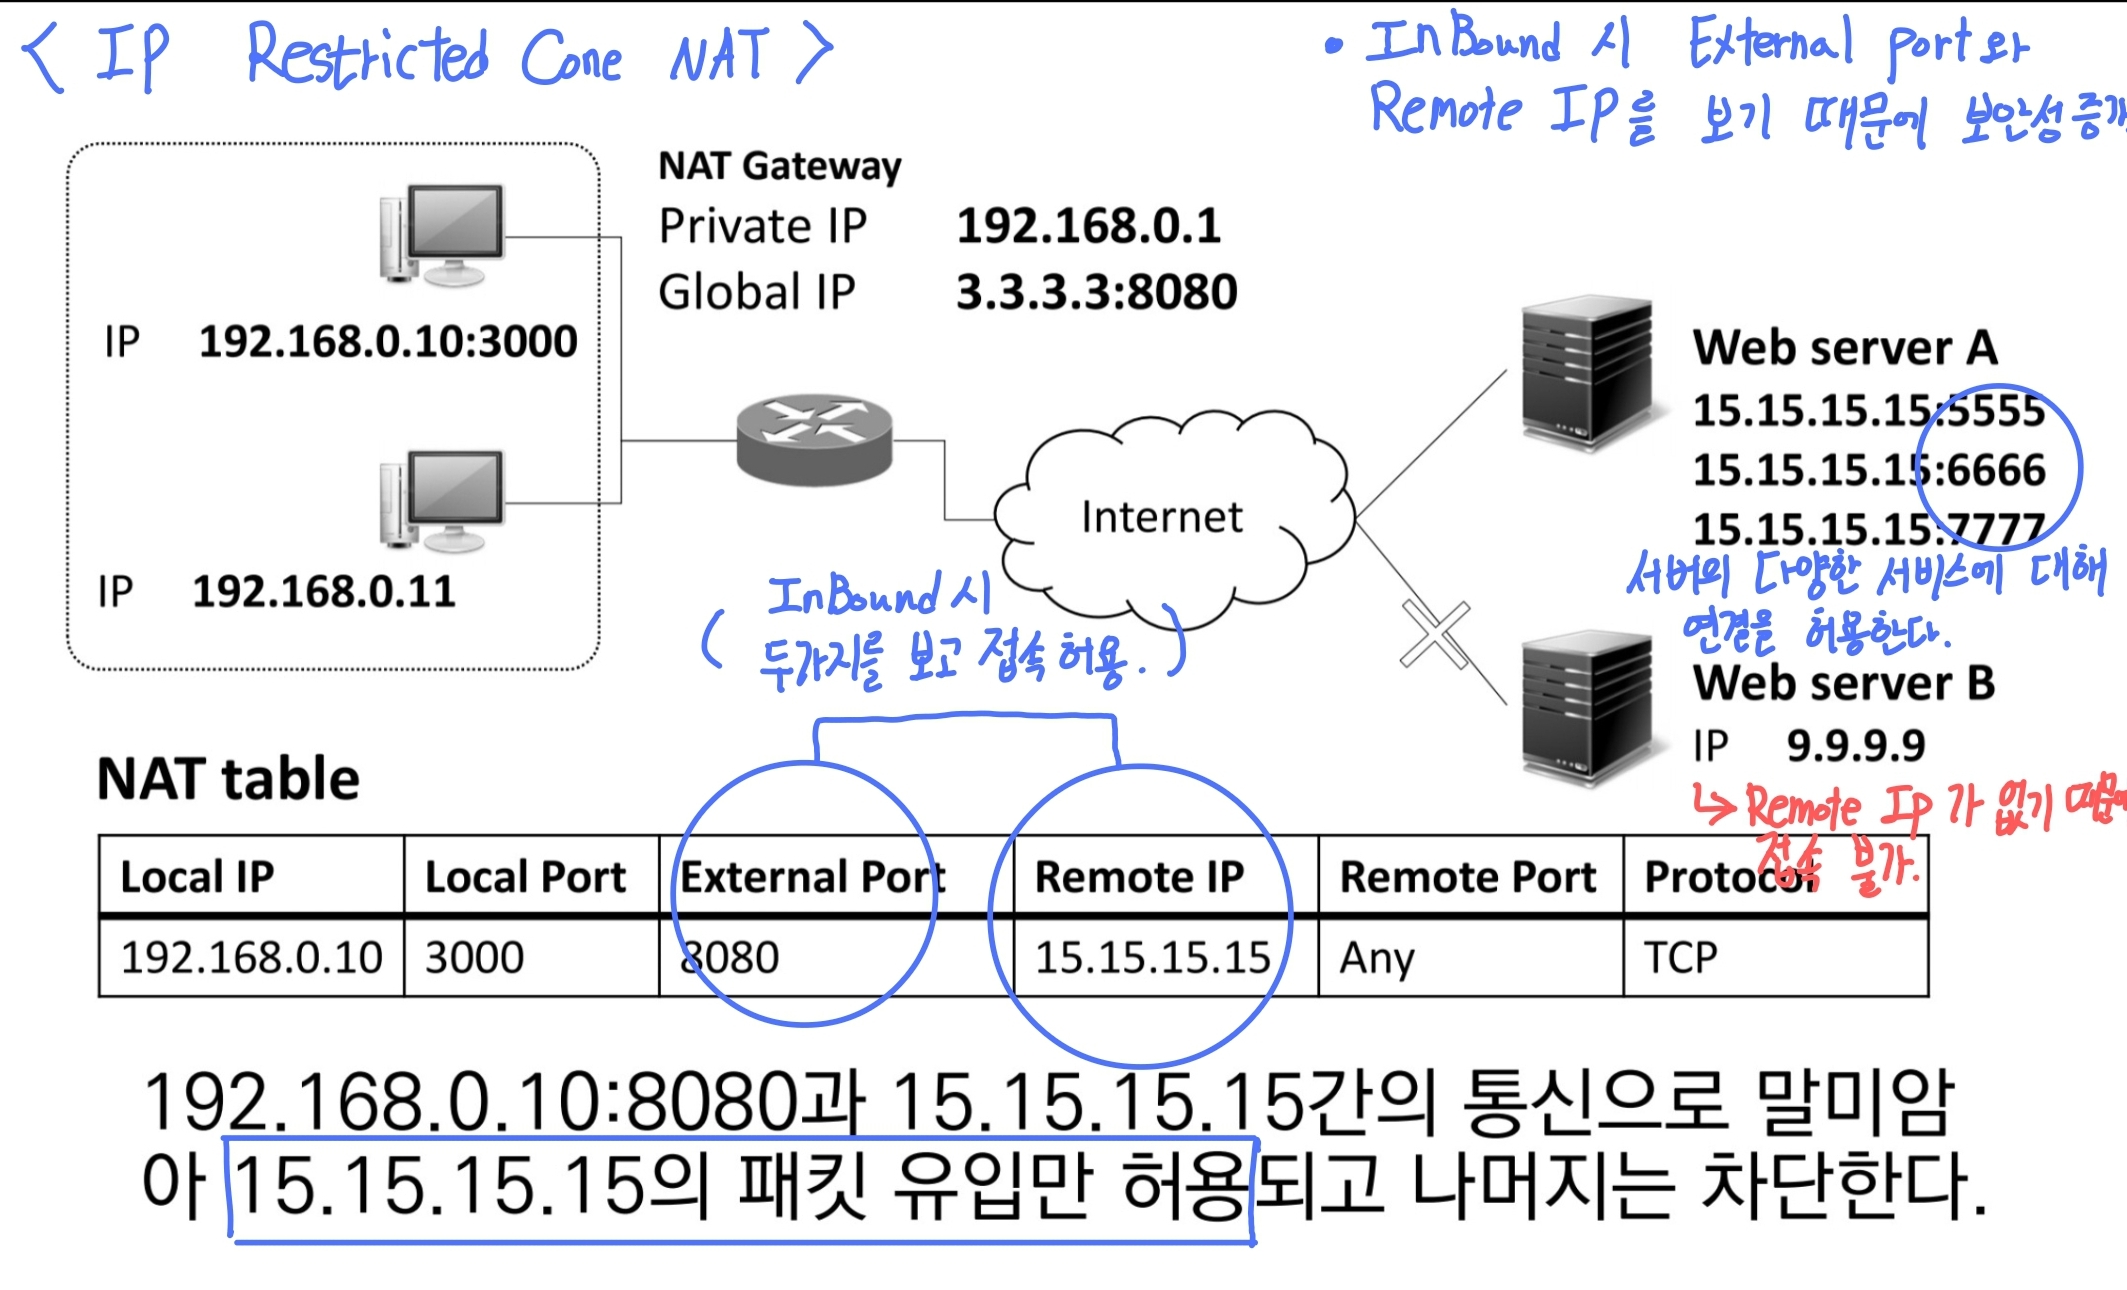 < IP Restricted Cone NAT >
• InBound 시 External port와
Remote IP를 보기 때문에 보안성 증가
NAT Gateway
Private IP 192.168.0.1
Global IP 3.3.3.3:8080
IP 192.168.0.10:3000
IP 192.168.0.11
Internet
Web server A
15.15.15.15:5555
15.15.15.15:6666
15.15.15.15:7777
서버의 다양한 서비스에 대해
연결을 허용한다.
Web server B
IP 9.9.9.9
↳ Remote Ip가 없기 때문에
접속 불가.
( InBound 시
두가지를 보고 접속 허용. )
NAT table
Local IP Local Port External Port Remote IP Remote Port Protocol
192.168.0.10 3000 8080 15.15.15.15 Any TCP
192.168.0.10:8080과 15.15.15.15간의 통신으로 말미암
아 15.15.15.15의 패킷 유입만 허용되고 나머지는 차단한다.